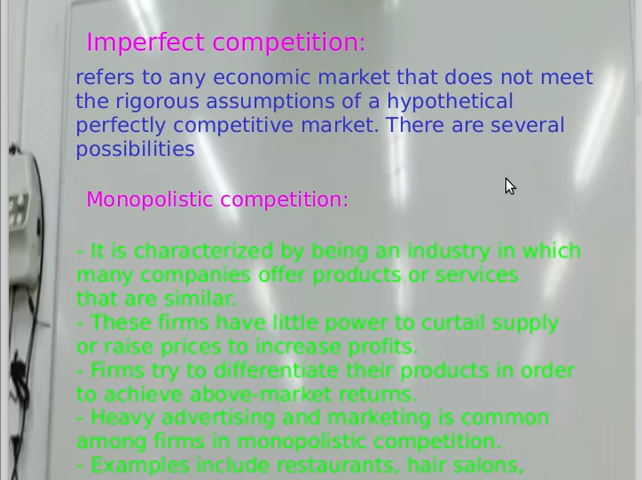 Imperfect competition:
refers to any economic market that does not meet
the rigorous assumptions of a hypothetical
perfectly competitive market. There are several
possibilities
Monopolistic competition:
- It is characterized by being an industry in which
many companies offer products or services
that are similar.
- These firms have little power to curtail supply
or raise prices to increase profits.
- Firms try to differentiate their products in order
to achieve above-market returns.
- Heavy advertising and marketing is common
among firms in monopolistic competition.
- Examples include restaurants, hair salons,